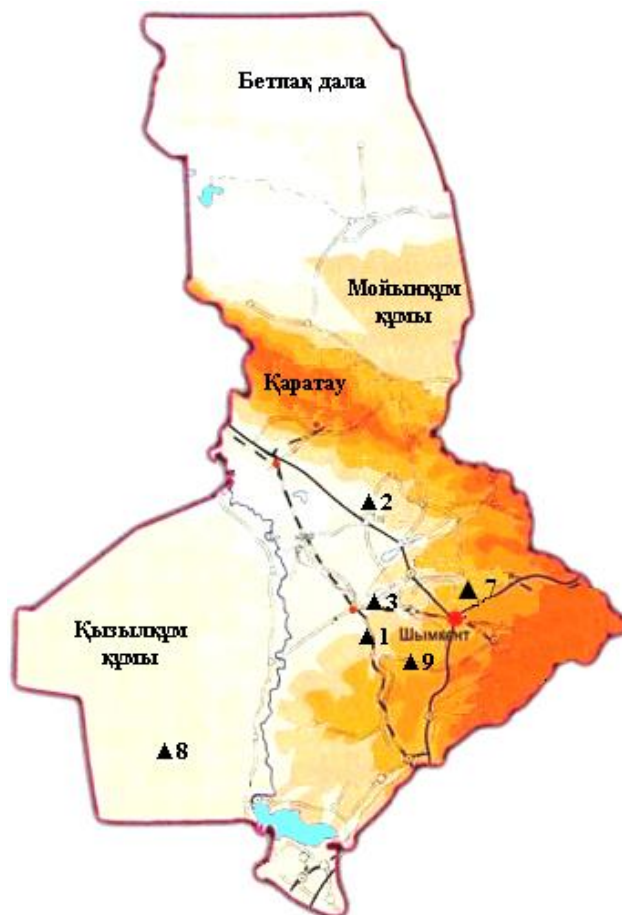 Бетпақ дала
Мойынқұм
құмы
Қаратау
▲2
▲7
▲3
Қызылқұм
құмы
Шымкент
▲1
▲9
▲8